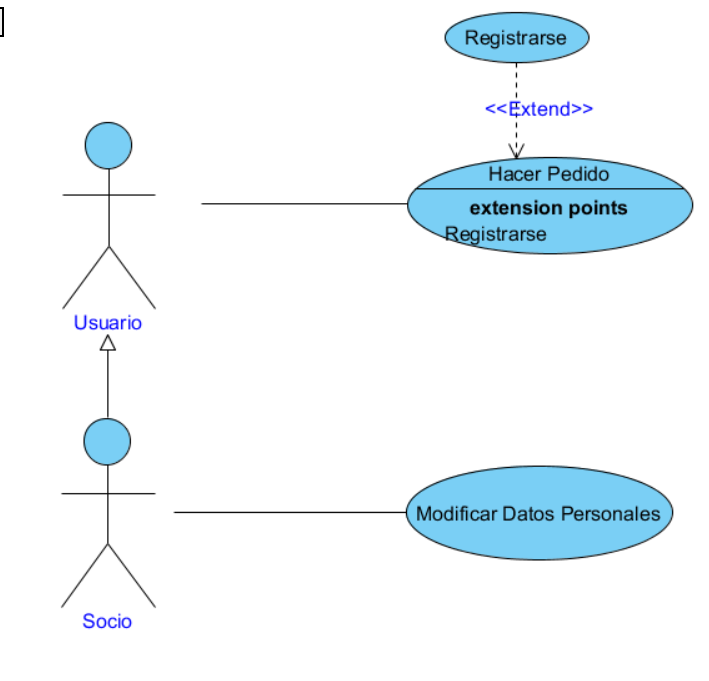 Registrarse
<<Extend>>
Hacer Pedido
extension points
Registrarse
Usuario
Modificar Datos Personales
Socio